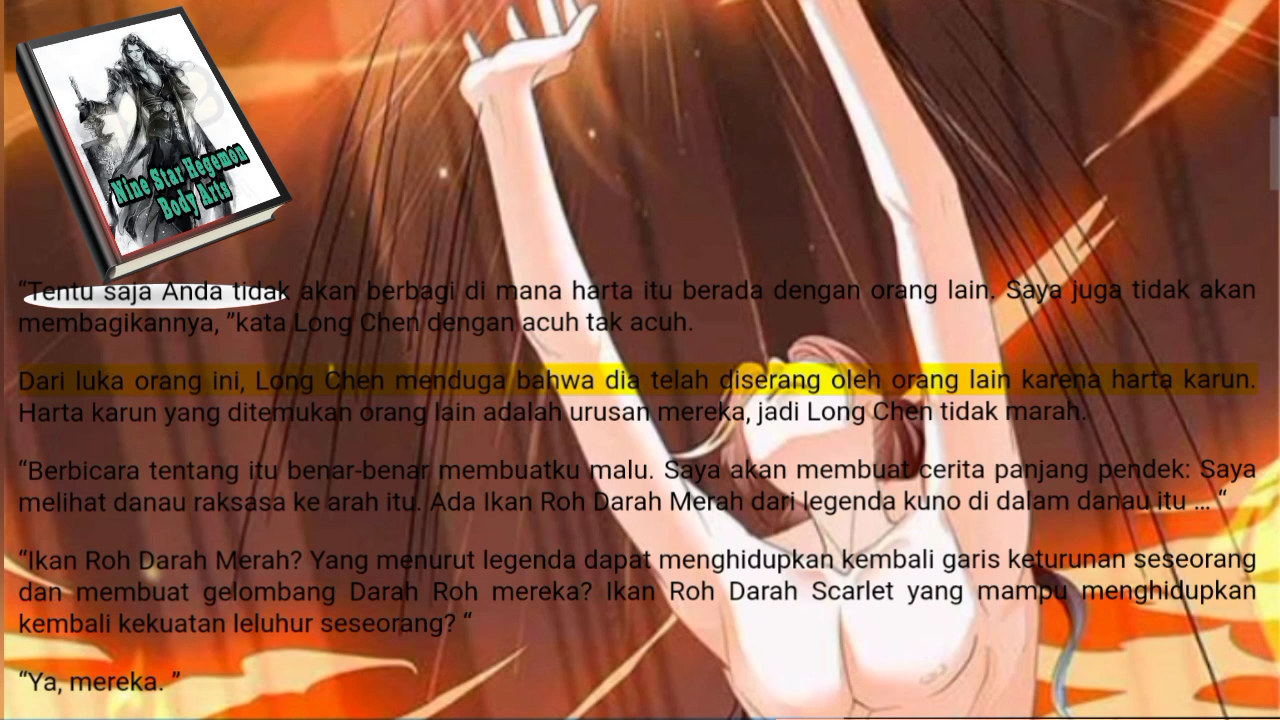 Nine Star Hegemon
Body Arts
“Tentu saja Anda tidak akan berbagi di mana harta itu berada dengan orang lain. Saya juga tidak akan
membagikannya, ”kata Long Chen dengan acuh tak acuh.
Dari luka orang ini, Long Chen menduga bahwa dia telah diserang oleh orang lain karena harta karun.
Harta karun yang ditemukan orang lain adalah urusan mereka, jadi Long Chen tidak marah.
“Berbicara tentang itu benar-benar membuatku malu. Saya akan membuat cerita panjang pendek: Saya
melihat danau raksasa ke arah itu. Ada Ikan Roh Darah Merah dari legenda kuno di dalam danau itu … “
“Ikan Roh Darah Merah? Yang menurut legenda dapat menghidupkan kembali garis keturunan seseorang
dan membuat gelombang Darah Roh mereka? Ikan Roh Darah Scarlet yang mampu menghidupkan
kembali kekuatan leluhur seseorang? “
“Ya, mereka. ”